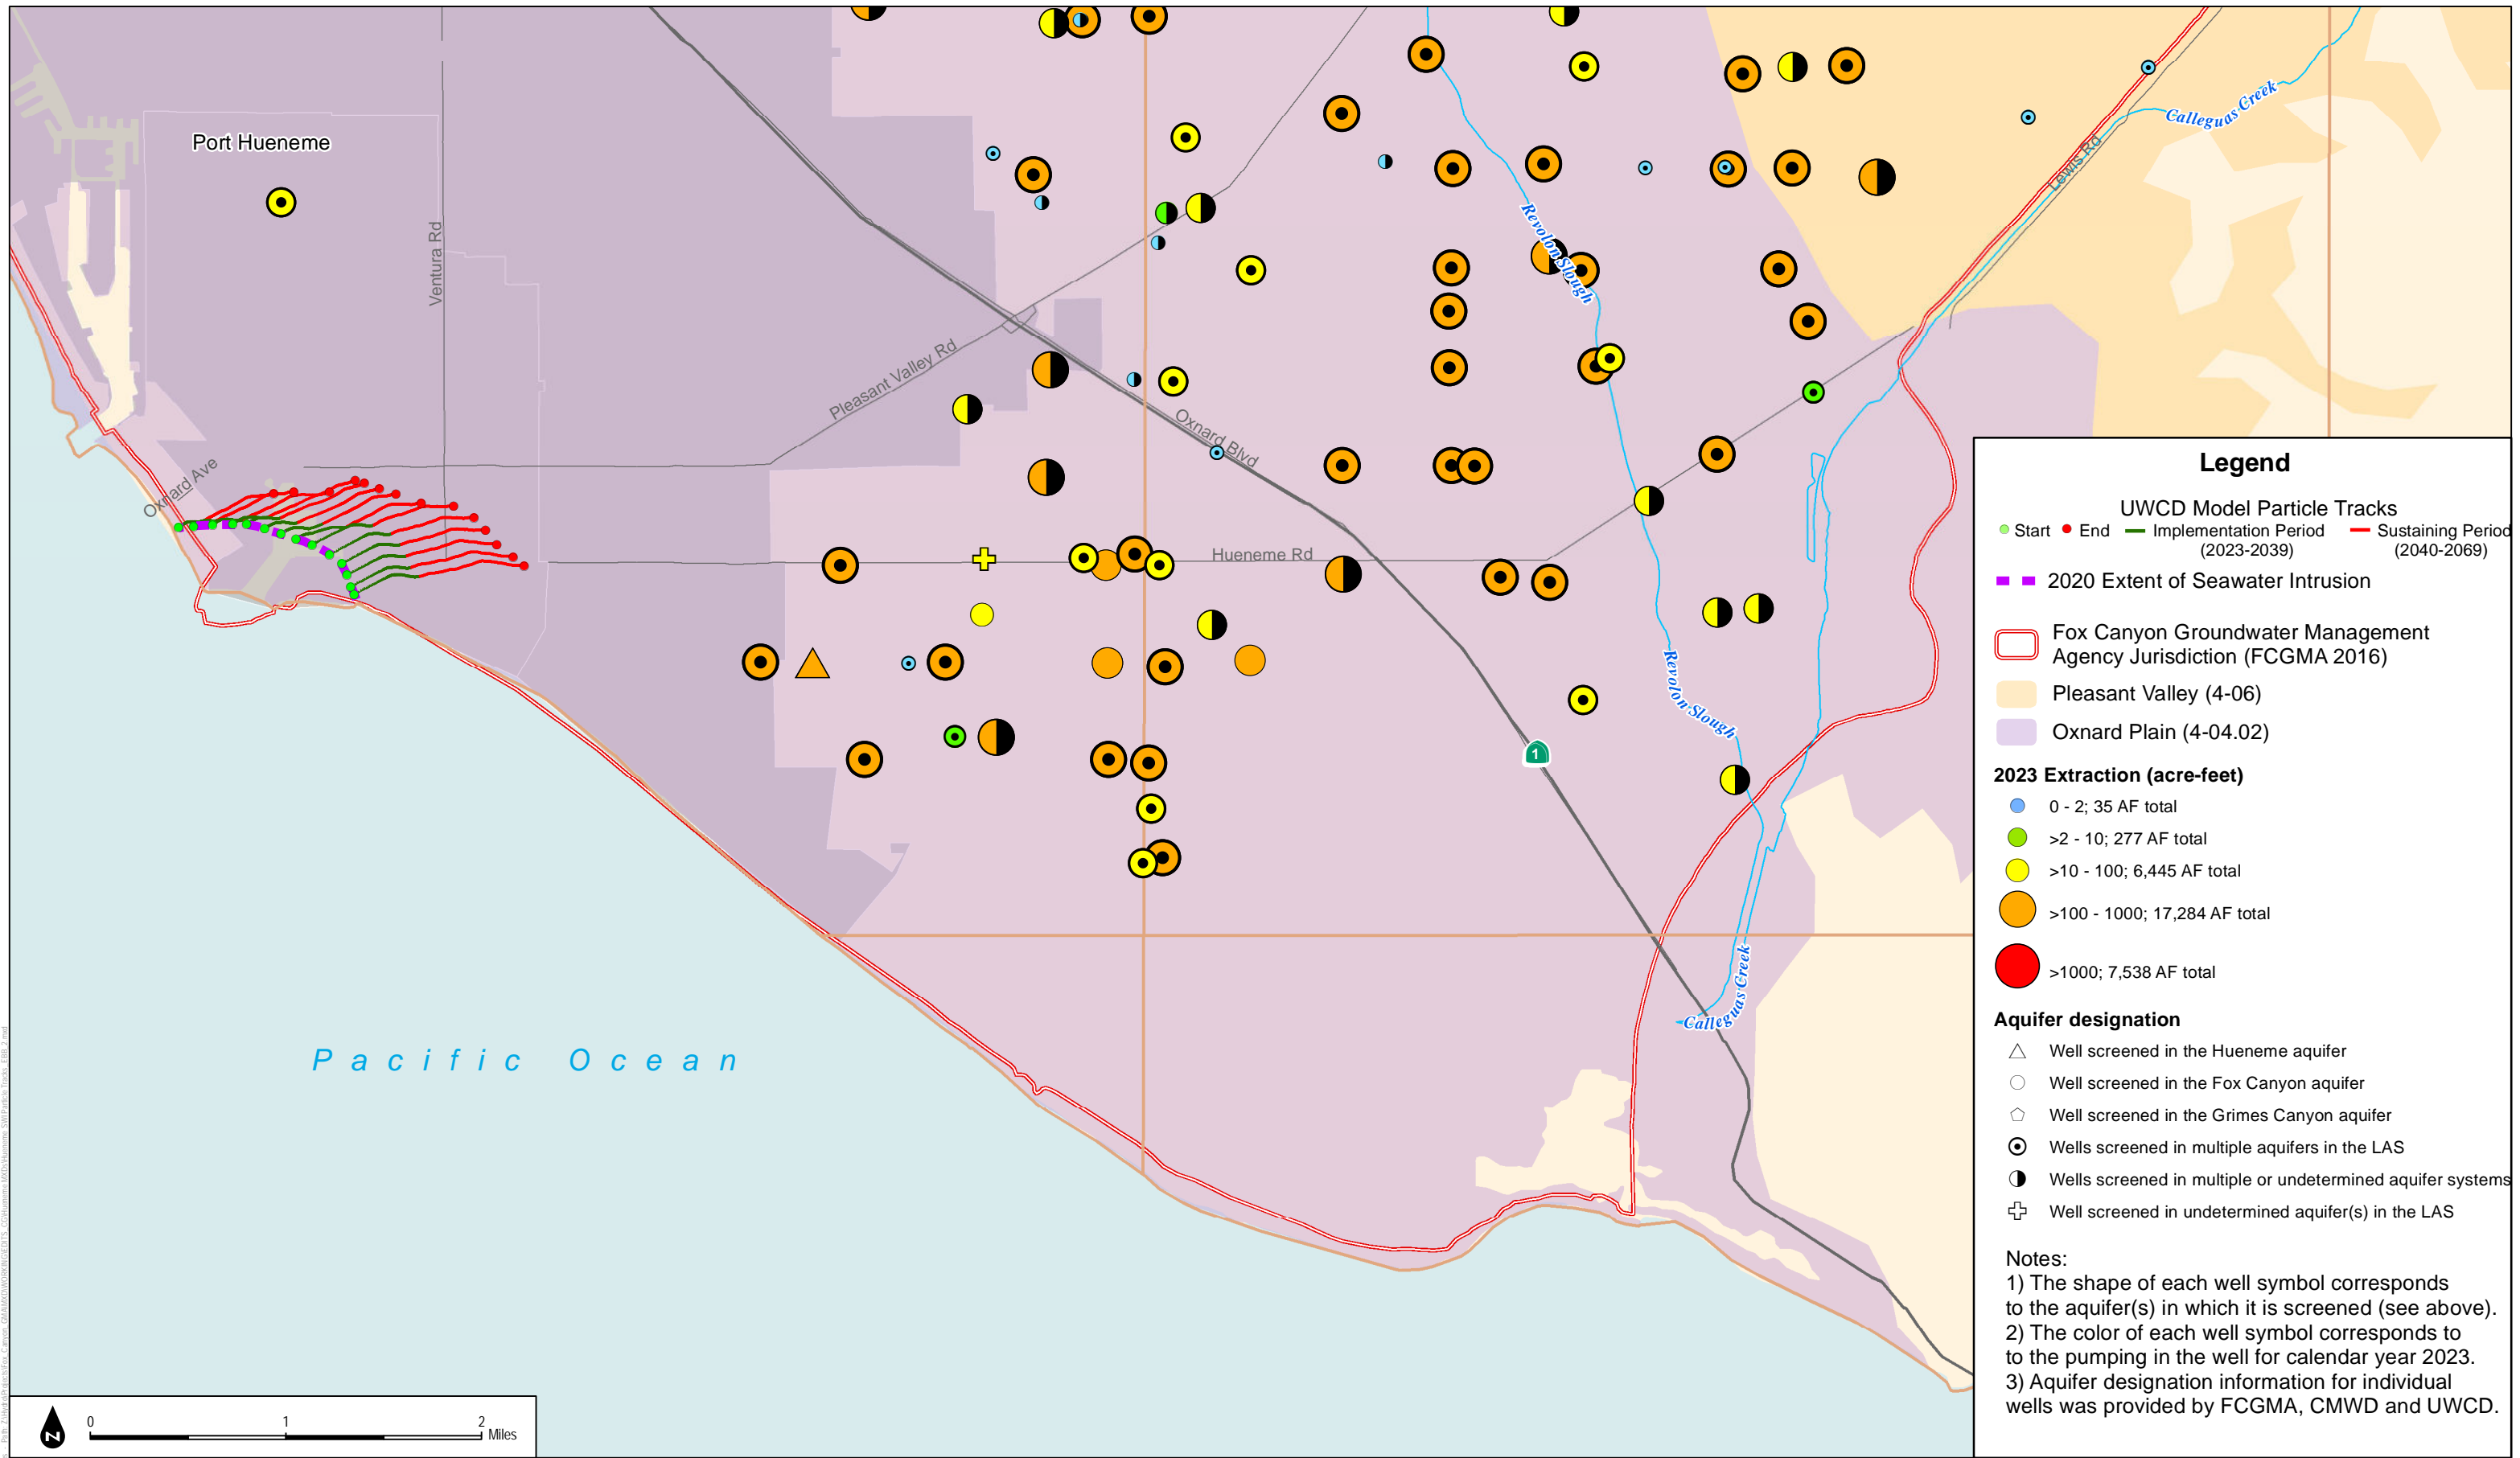 Port Hueneme
Ventura Rd
Oxnard Ave
Pleasant Valley Rd
Oxnard Blvd
Hueneme Rd
Lewis Rd
Calleguas Creek
Revolon Slough
Revolon Slough
Calleguas Creek
1
Pacific Ocean
N
0 1 2
Miles
Legend
UWCD Model Particle Tracks
Start End Implementation Period Sustaining Period
(2023-2039) (2040-2069)
2020 Extent of Seawater Intrusion
Fox Canyon Groundwater Management
Agency Jurisdiction (FCGMA 2016)
Pleasant Valley (4-06)
Oxnard Plain (4-04.02)
2023 Extraction (acre-feet)
0 - 2; 35 AF total
>2 - 10; 277 AF total
>10 - 100; 6,445 AF total
>100 - 1000; 17,284 AF total
>1000; 7,538 AF total
Aquifer designation
Well screened in the Hueneme aquifer
Well screened in the Fox Canyon aquifer
Well screened in the Grimes Canyon aquifer
Wells screened in multiple aquifers in the LAS
Wells screened in multiple or undetermined aquifer systems
Well screened in undetermined aquifer(s) in the LAS
Notes:
1) The shape of each well symbol corresponds
to the aquifer(s) in which it is screened (see above).
2) The color of each well symbol corresponds to
to the pumping in the well for calendar year 2023.
3) Aquifer designation information for individual
wells was provided by FCGMA, CMWD and UWCD.